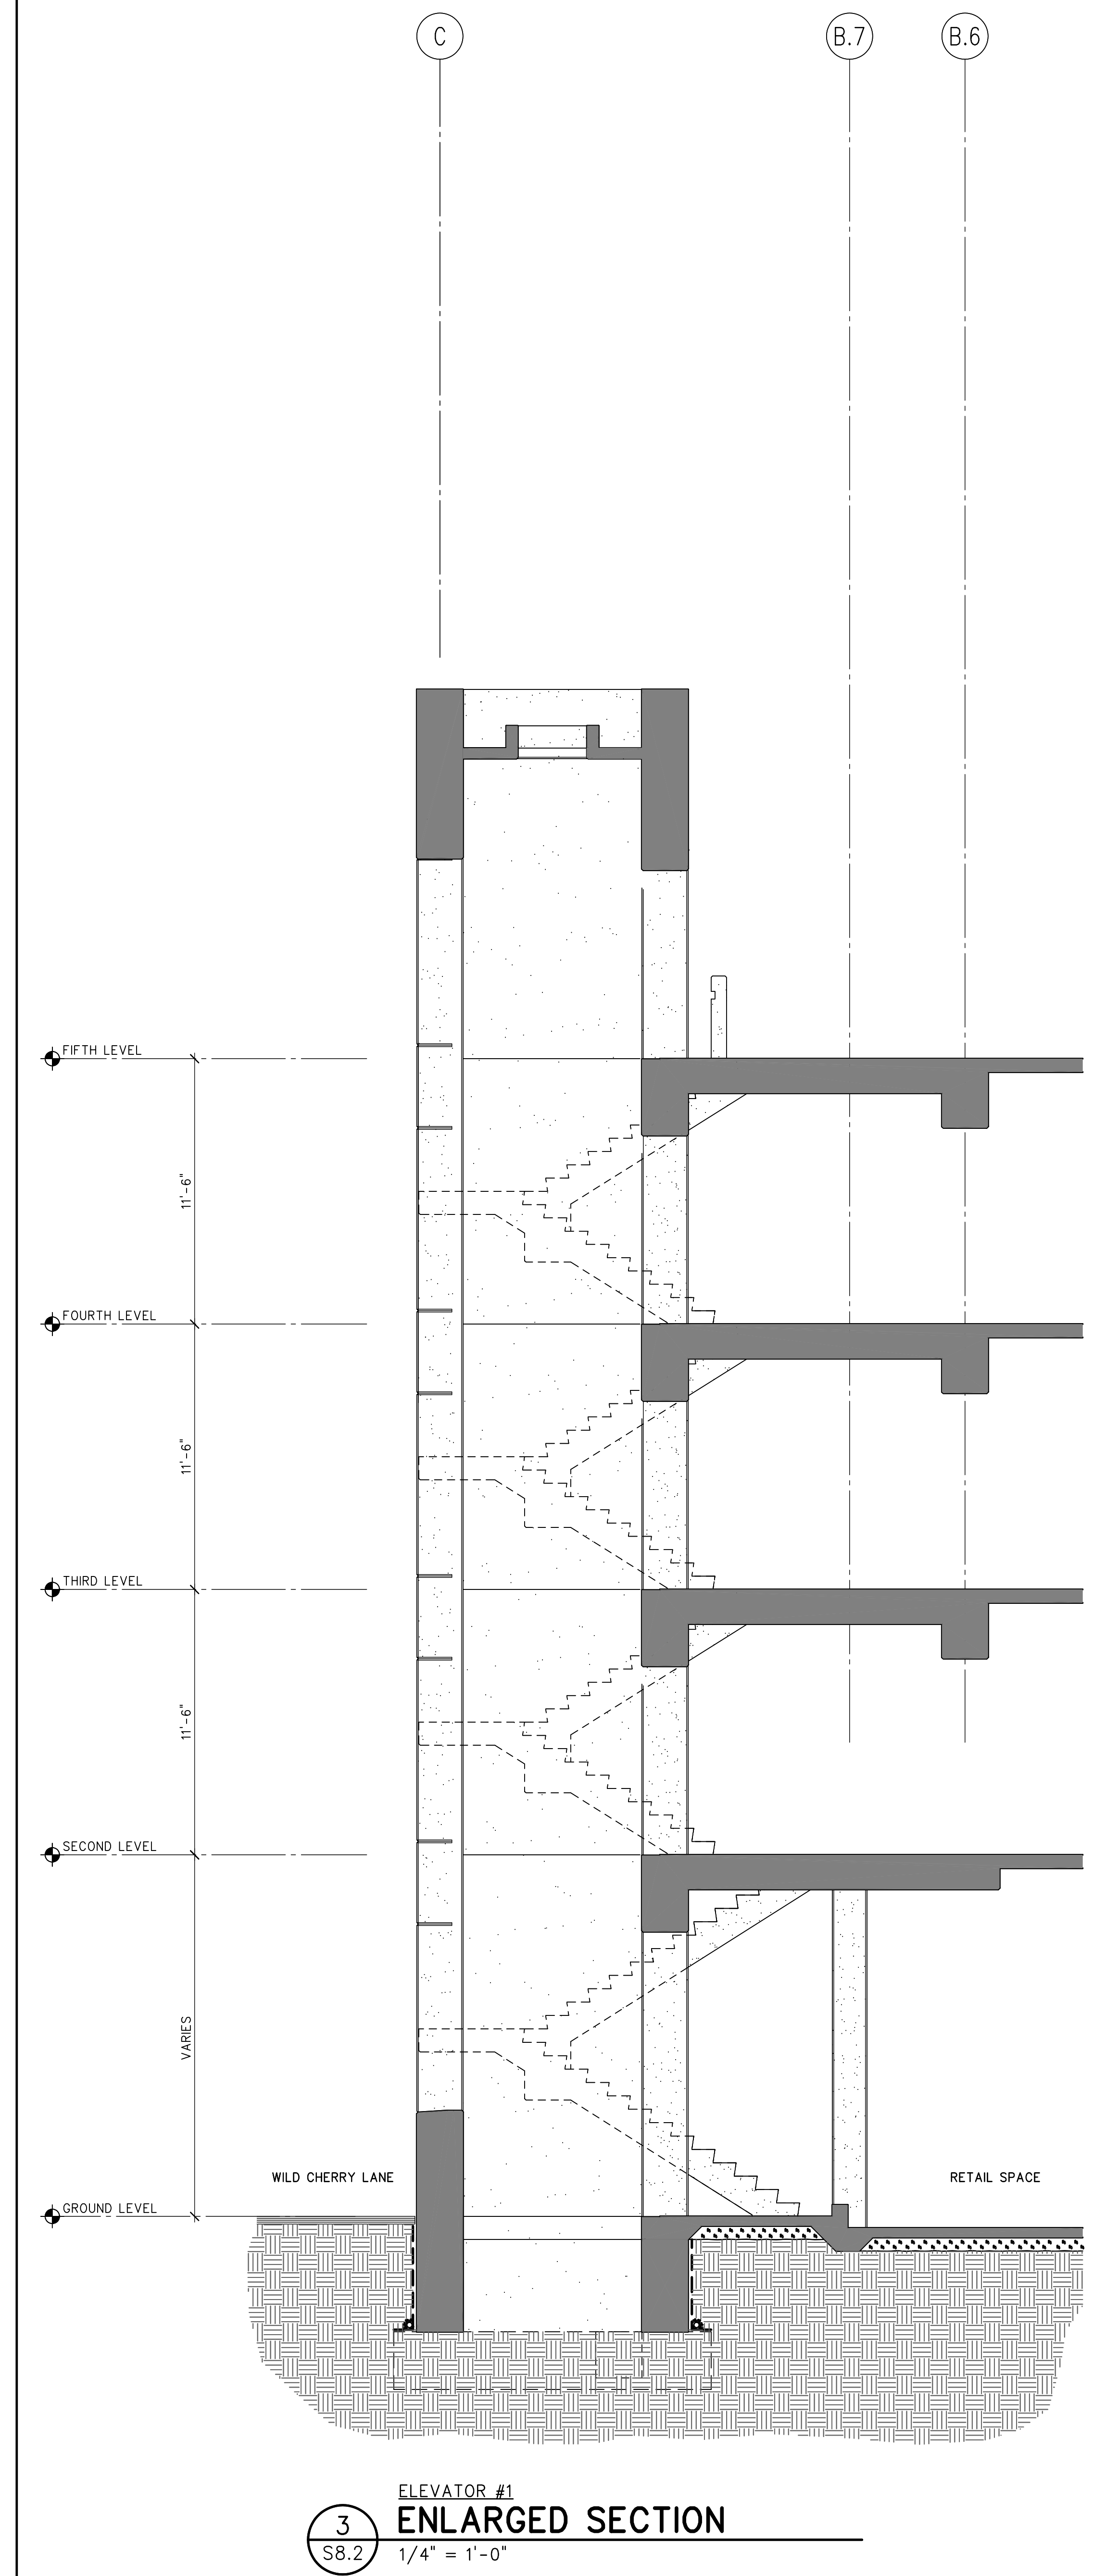 C
B.7
B.6
FIFTH LEVEL
11'-6"
FOURTH LEVEL
11'-6"
THIRD LEVEL
11'-6"
SECOND LEVEL
VARIES
WILD CHERRY LANE
RETAIL SPACE
GROUND LEVEL
ELEVATOR #1
3
ENLARGED SECTION
S8.2
1/4" = 1'-0"